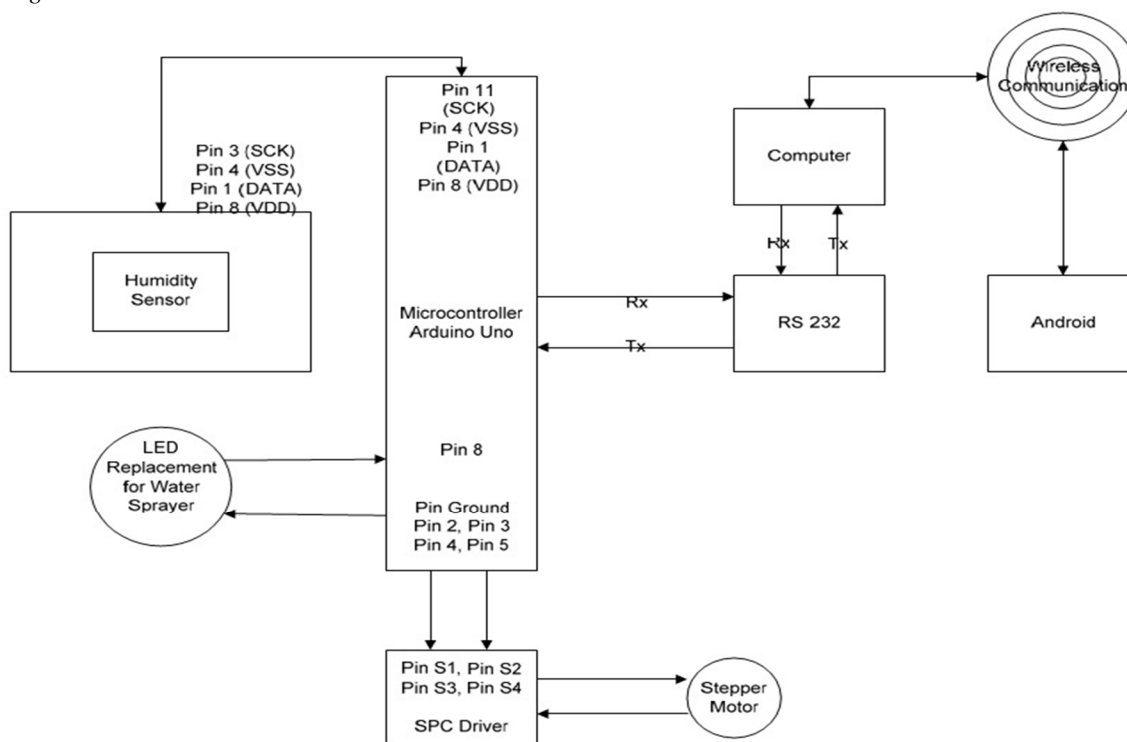 Pin 11
(SCK)
Pin 4 (VSS)
Pin 1
(DATA)
Pin 8 (VDD)
Pin 3 (SCK)
Pin 4 (VSS)
Pin 1 (DATA)
Pin 8 (VDD)
Humidity
Sensor
Microcontroller
Arduino Uno
Pin 8
Pin Ground
Pin 2, Pin 3
Pin 4, Pin 5
LED
Replacement
for Water
Sprayer
Pin S1, Pin S2
Pin S3, Pin S4
SPC Driver
Stepper
Motor
Rx
Tx
Computer
Rx
Tx
RS 232
Wireless
Communication
Android